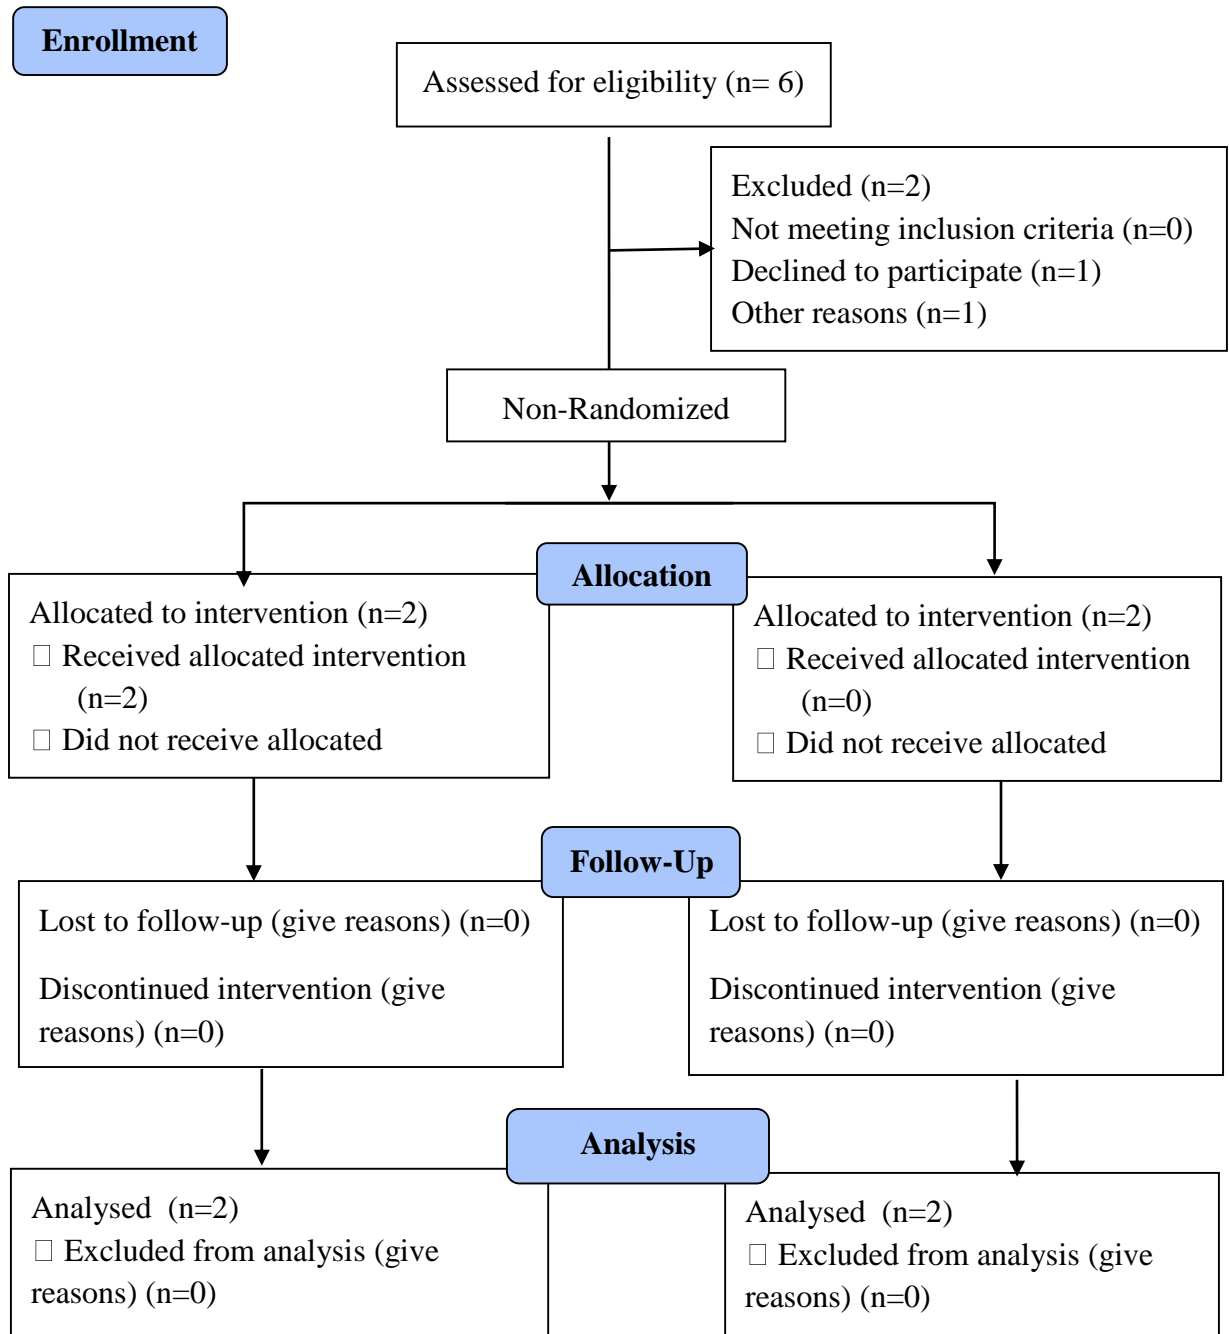 Enrollment
Assessed for eligibility (n= 6)
Excluded (n=2)
Not meeting inclusion criteria (n=0)
Declined to participate (n=1)
Other reasons (n=1)
Non-Randomized
Allocation
Allocated to intervention (n=2)
□ Received allocated intervention
(n=2)
□ Did not receive allocated
Allocated to intervention (n=2)
□ Received allocated intervention
(n=0)
□ Did not receive allocated
Follow-Up
Lost to follow-up (give reasons) (n=0)
Discontinued intervention (give
reasons) (n=0)
Lost to follow-up (give reasons) (n=0)
Discontinued intervention (give
reasons) (n=0)
Analysis
Analysed  (n=2)
□ Excluded from analysis (give
reasons) (n=0)
Analysed  (n=2)
□ Excluded from analysis (give
reasons) (n=0)